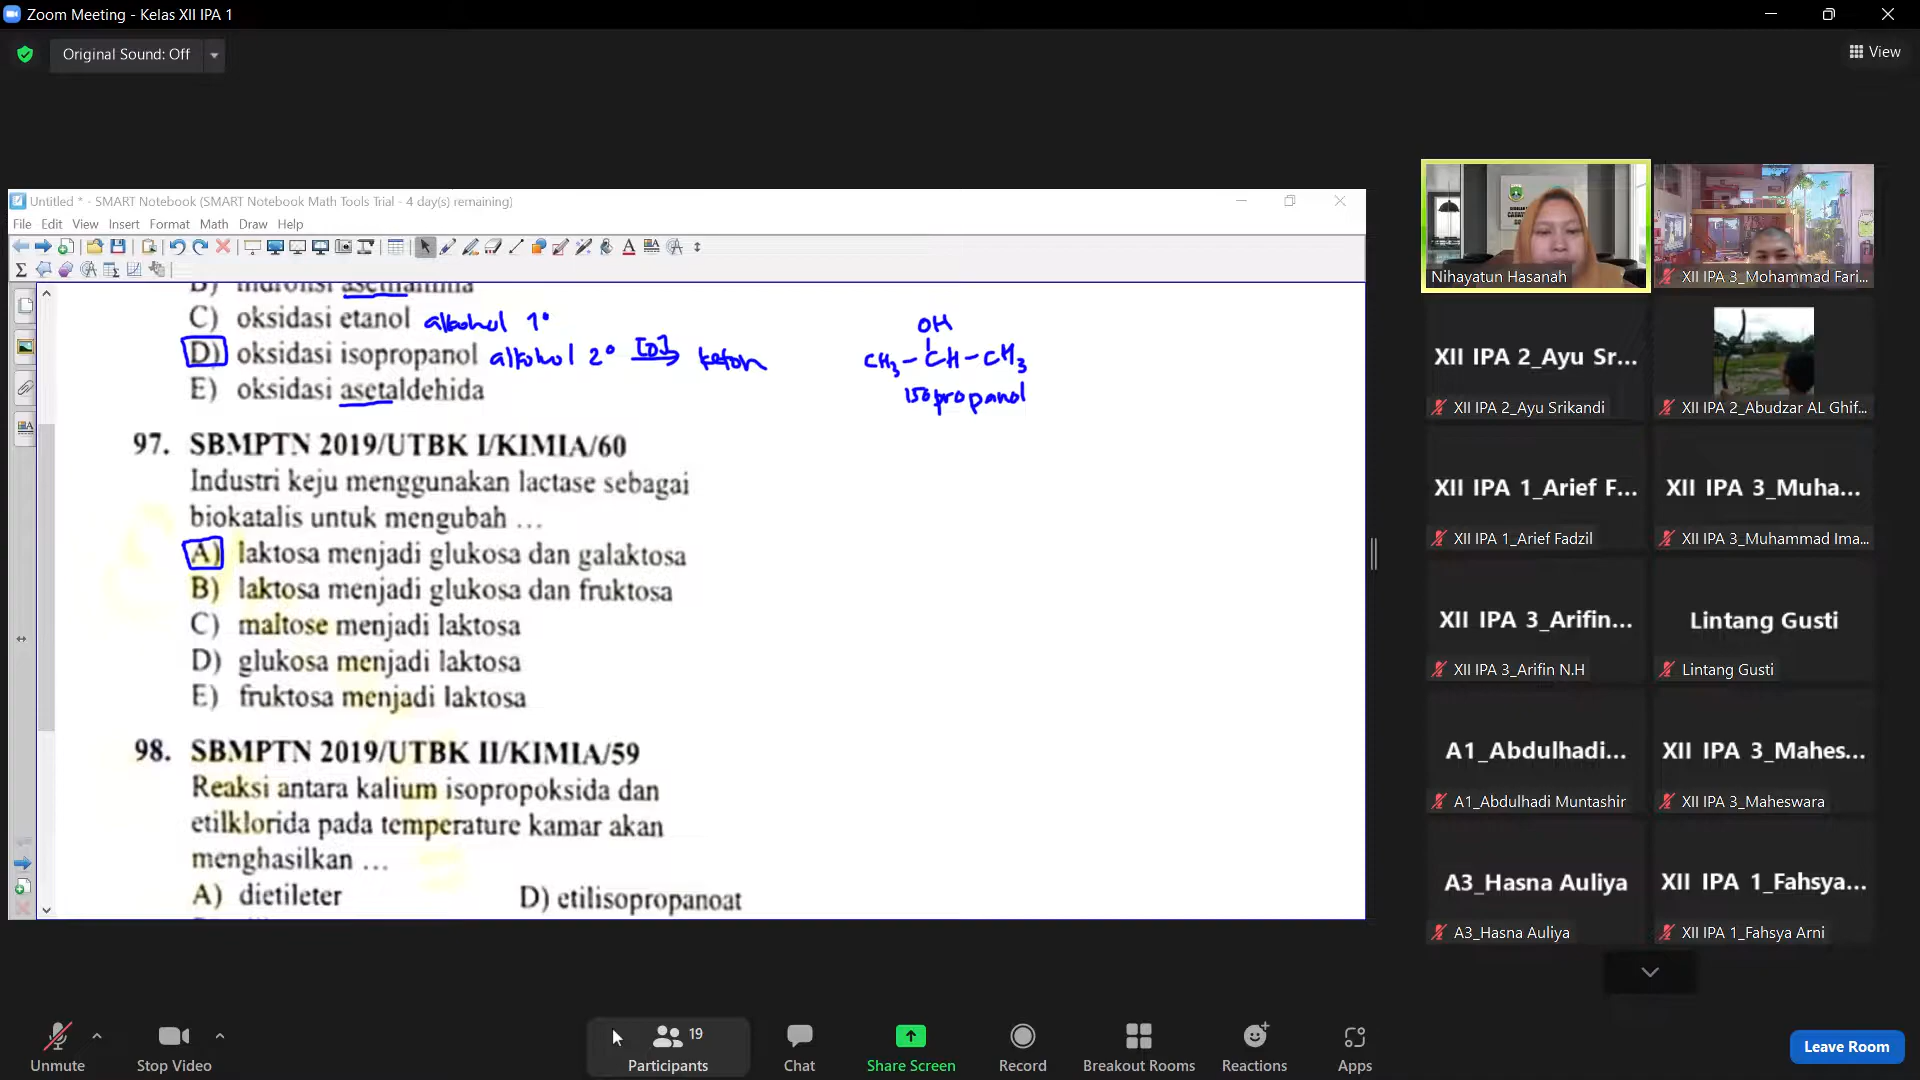 Zoom Meeting - Kelas XII IPA 1
Original Sound: Off
View
Untitled * - SMART Notebook (SMART Notebook Math Tools Trial - 4 day(s) remaining)
File Edit View Insert Format Math Draw Help
C) oksidasi etanol alkohol 1°
D) oksidasi isopropanol alkohol 2° [O] keton
E) oksidasi asetaldehida
OH
CH3 - CH - CH3
isopropanol
97. SBMPTN 2019/UTBK I/KIMIA/60
Industri keju menggunakan lactase sebagai
biokatalis untuk mengubah ...
A) laktosa menjadi glukosa dan galaktosa
B) laktosa menjadi glukosa dan fruktosa
C) maltose menjadi laktosa
D) glukosa menjadi laktosa
E) fruktosa menjadi laktosa
98. SBMPTN 2019/UTBK II/KIMIA/59
Reaksi antara kalium isopropoksida dan
etilklorida pada temperature kamar akan
menghasilkan ...
A) dietileter D) etilisopropanoat
Nihayatun Hasanah
XII IPA 3_Mohammad Fari...
XII IPA 2_Ayu Sr...
XII IPA 2_Ayu Srikandi
XII IPA 2_Abudzar AL Ghif...
XII IPA 1_Arief F...
XII IPA 3_Muha...
XII IPA 1_Arief Fadzil
XII IPA 3_Muhammad Ima...
XII IPA 3_Arifin...
Lintang Gusti
XII IPA 3_Arifin N.H
Lintang Gusti
A1_Abdulhadi...
XII IPA 3_Mahes...
A1_Abdulhadi Muntashir
XII IPA 3_Maheswara
A3_Hasna Auliya
XII IPA 1_Fahsya...
A3_Hasna Auliya
XII IPA 1_Fahsya Arni
Unmute
Stop Video
19
Participants
Chat
Share Screen
Record
Breakout Rooms
Reactions
Apps
Leave Room